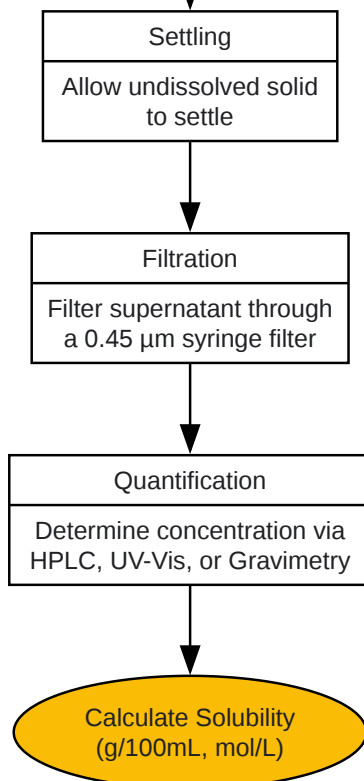 Settling
Allow undissolved solid
to settle
Filtration
Filter supernatant through
a 0.45 µm syringe filter
Quantification
Determine concentration via
HPLC, UV-Vis, or Gravimetry
Calculate Solubility
(g/100mL, mol/L)